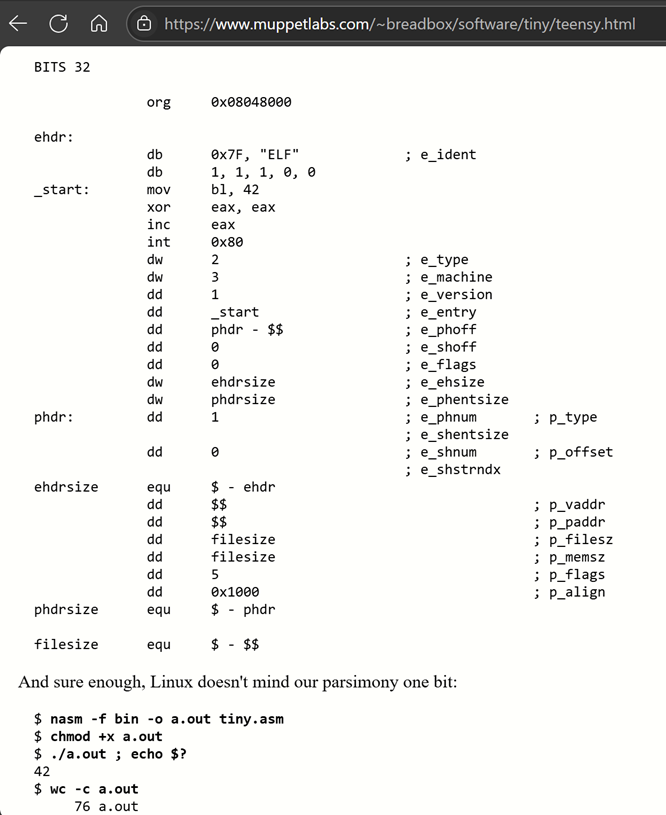 https://www.muppetlabs.com/~breadbox/software/tiny/teensy.html
BITS 32
org 0x08048000
ehdr:
db 0x7F, "ELF" ; e_ident
db 1, 1, 1, 0, 0
_start: mov bl, 42
xor eax, eax
inc eax
int 0x80
dw 2 ; e_type
dw 3 ; e_machine
dd 1 ; e_version
dd _start ; e_entry
dd phdr - $$ ; e_phoff
dd 0 ; e_shoff
dd 0 ; e_flags
dw ehdrsize ; e_ehsize
dw phdrsize ; e_phentsize
phdr: dd 1 ; e_phnum ; p_type
; e_shentsize
dd 0 ; e_shnum ; p_offset
; e_shstrndx
ehdrsize equ $ - ehdr
dd $$ ; p_vaddr
dd $$ ; p_paddr
dd filesize ; p_filesz
dd filesize ; p_memsz
dd 5 ; p_flags
dd 0x1000 ; p_align
phdrsize equ $ - phdr
filesize equ $ - $$
And sure enough, Linux doesn't mind our parsimony one bit:
$ nasm -f bin -o a.out tiny.asm
$ chmod +x a.out
$ ./a.out ; echo $?
42
$ wc -c a.out
76 a.out